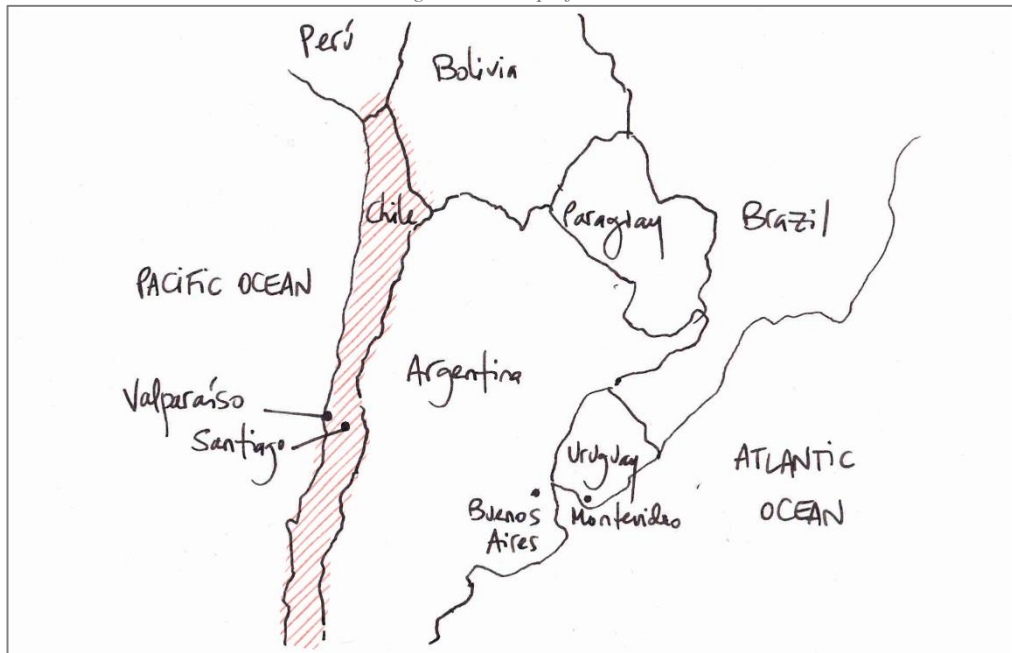 Perú
Bolivia
Chile
Paraguay
Brazil
PACIFIC OCEAN
Argentina
Valparaíso
Santiago
Uruguay
ATLANTIC
OCEAN
Buenos
Aires
Montevideo